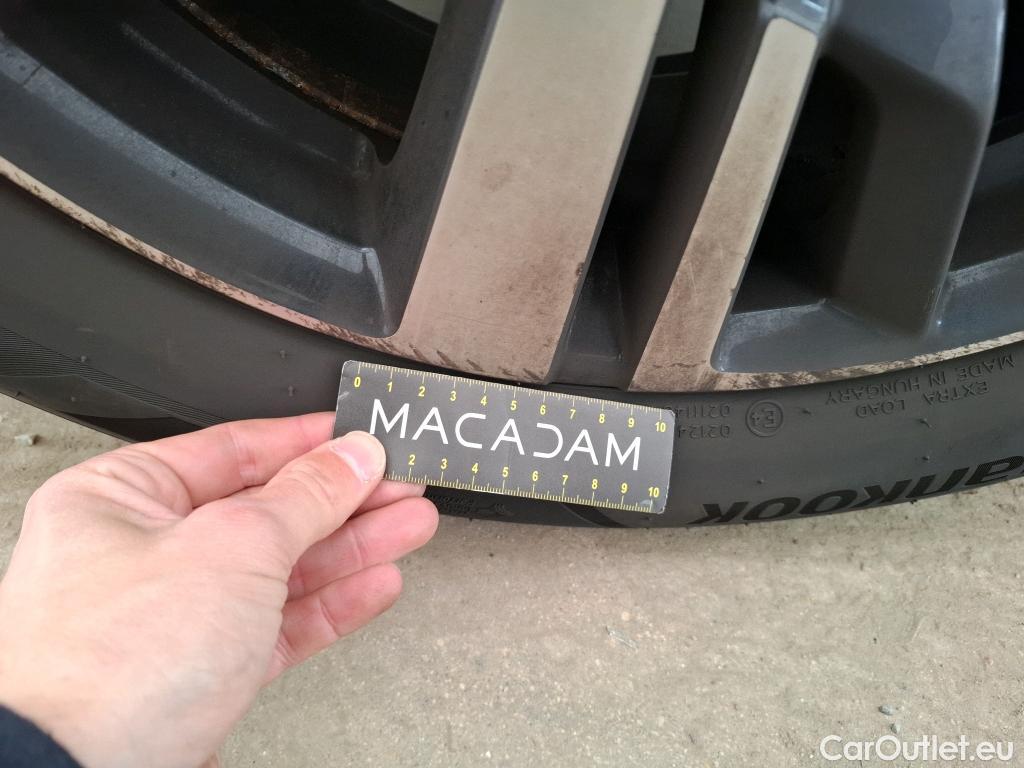 0 1 2 3 4 5 6 7 8 9 10
MACADAM
2 3 4 5 6 7 8 9 10
E4
EXTRA LOAD
MADE IN HUNGARY
ankook
CarOutlet.eu